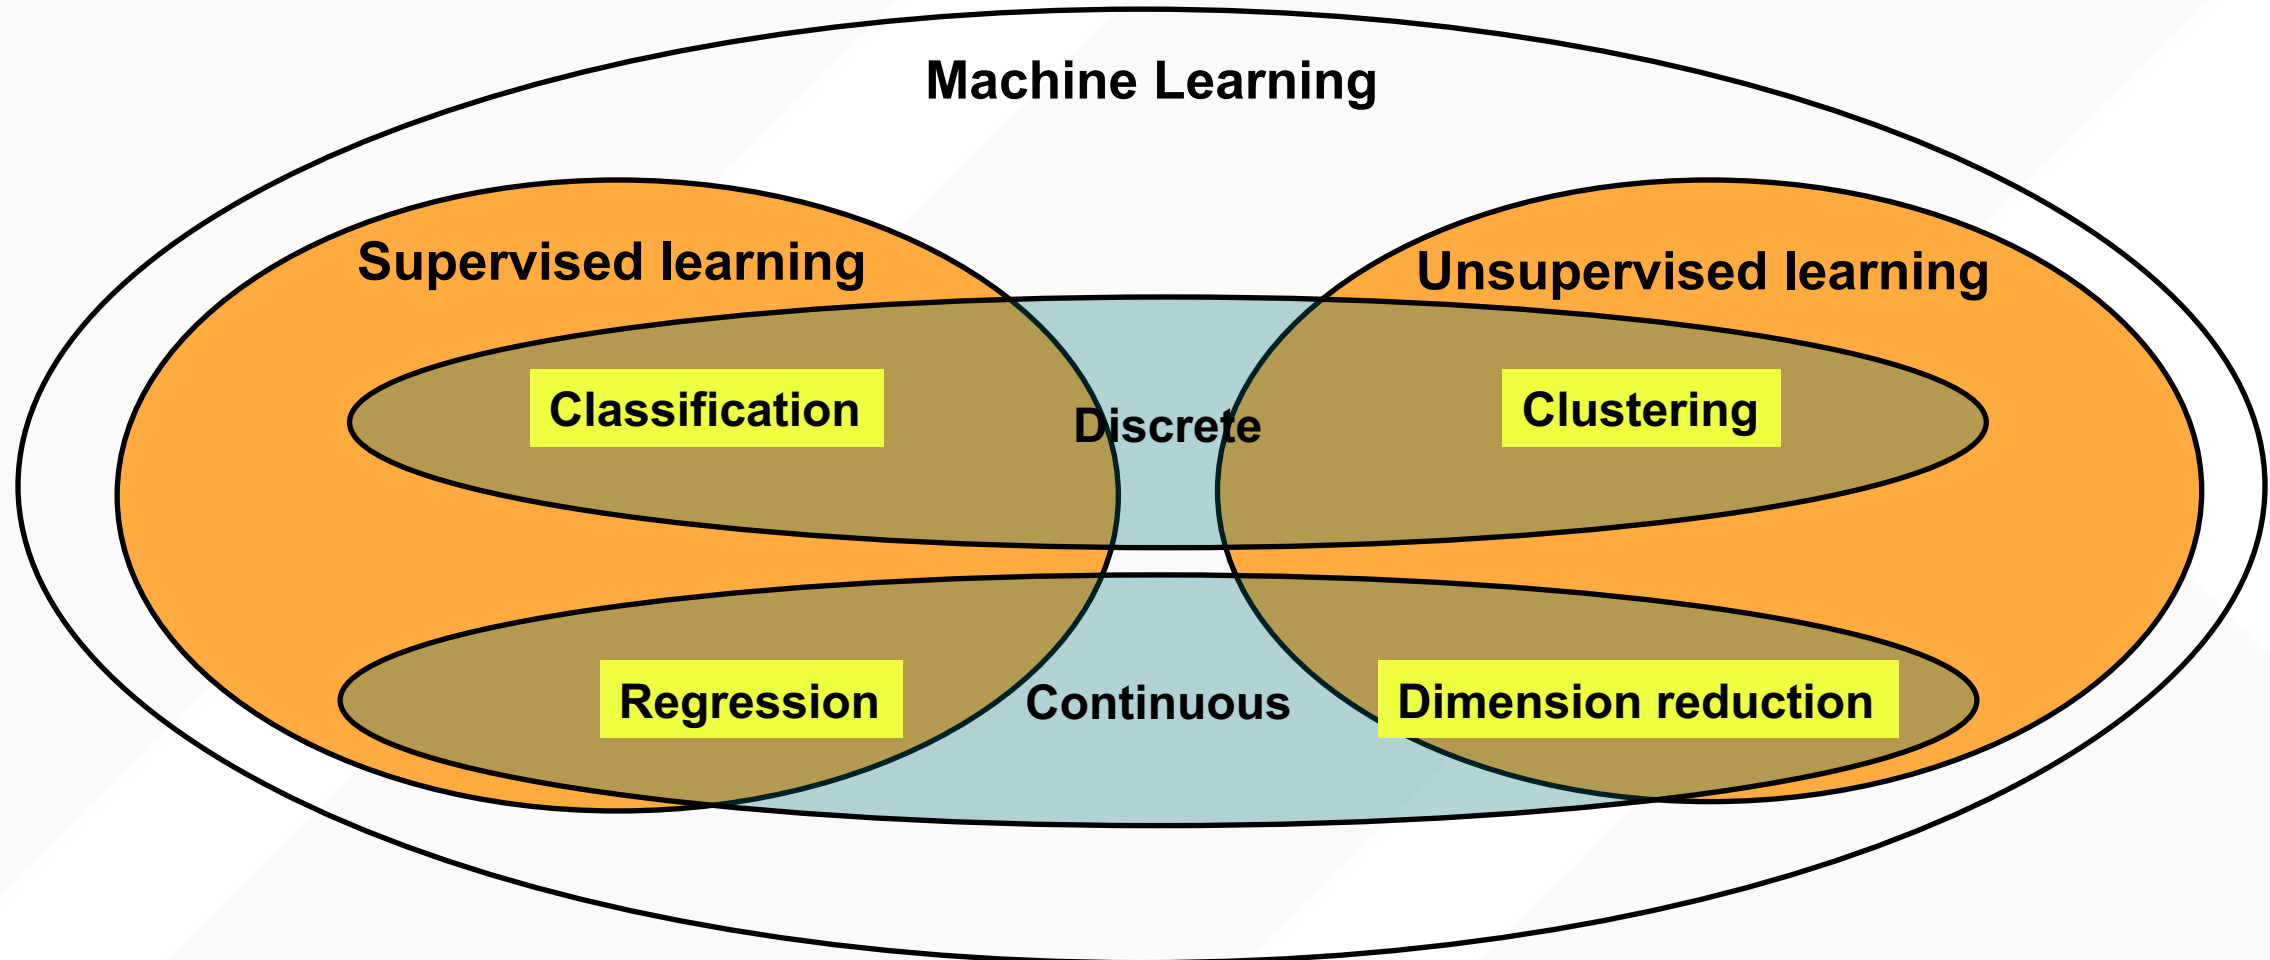 Machine Learning
Supervised learning
Unsupervised learning
Classification
Discrete
Clustering
Regression
Continuous
Dimension reduction